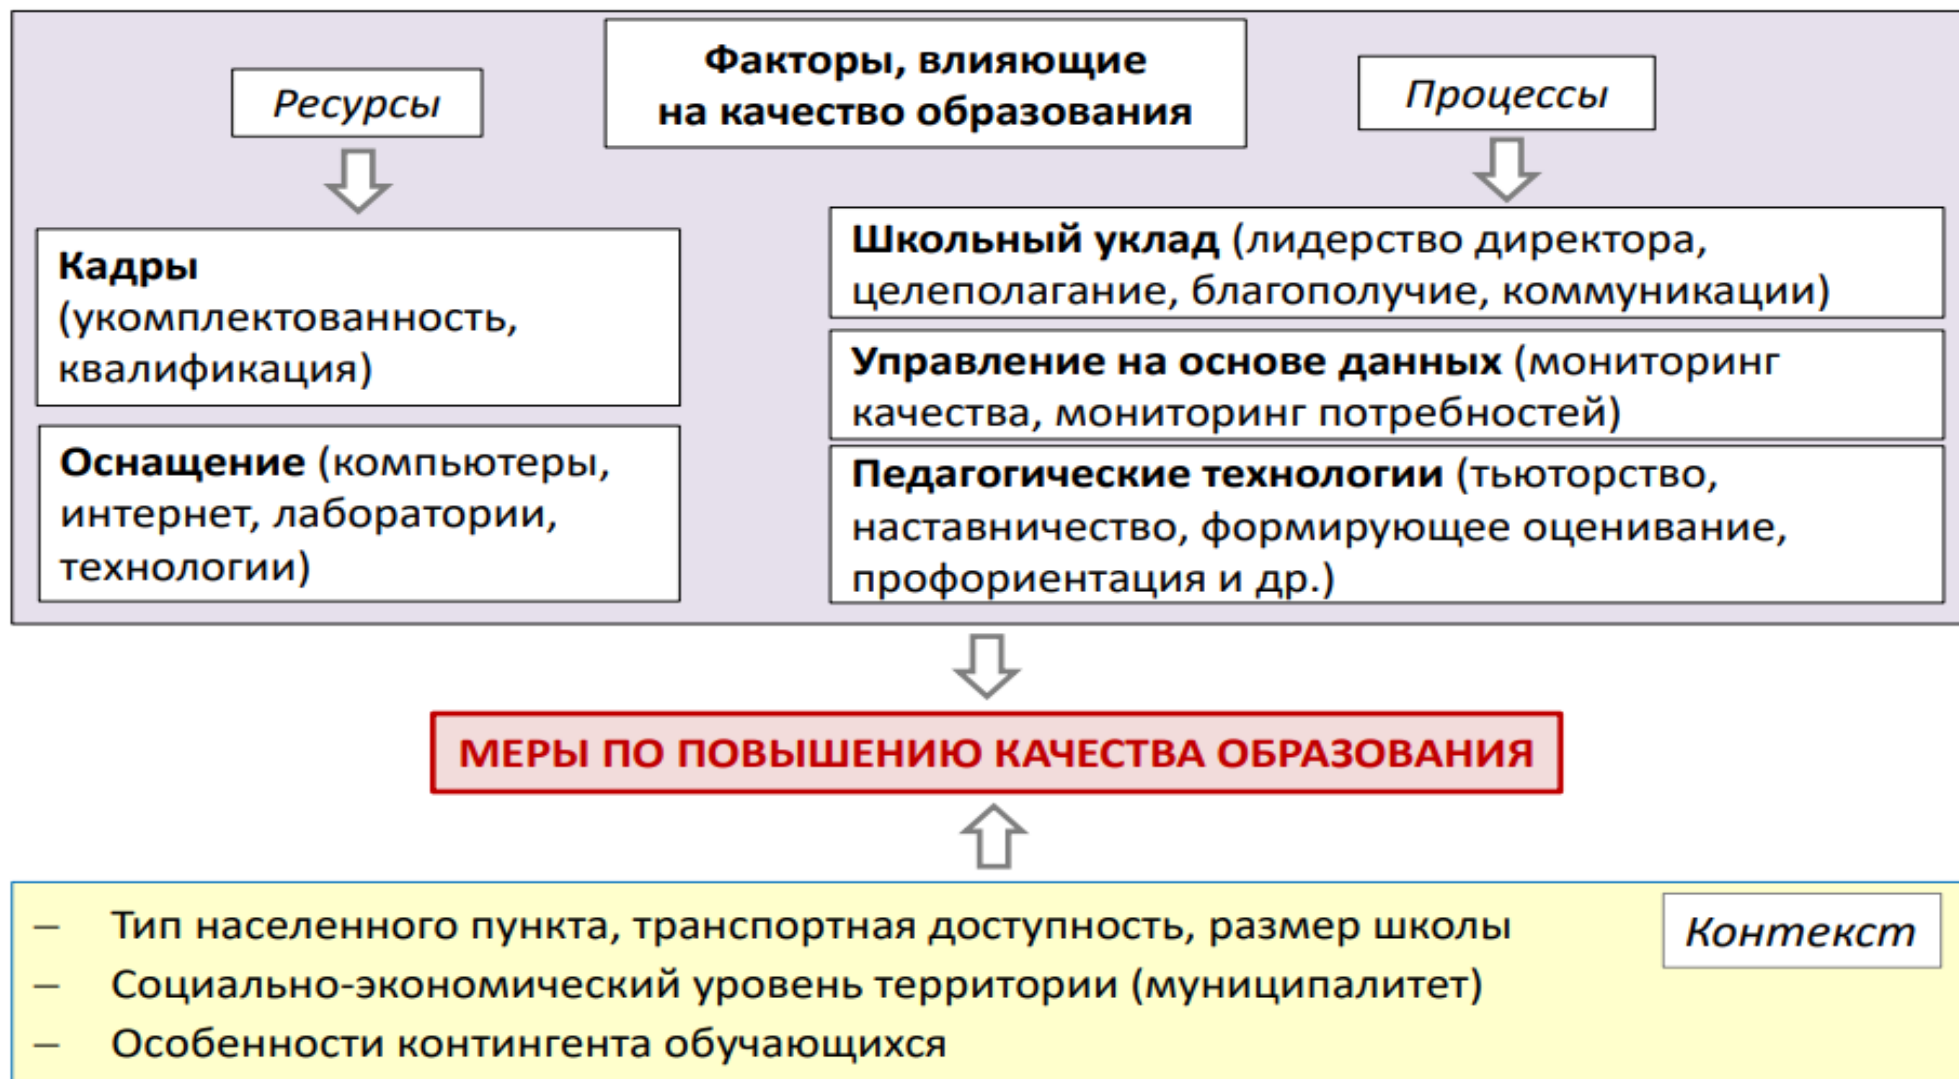 Факторы, влияющие
на качество образования
Ресурсы
Процессы
Кадры
(укомплектованность,
квалификация)
Оснащение (компьютеры,
интернет, лаборатории,
технологии)
Школьный уклад (лидерство директора,
целеполагание, благополучие, коммуникации)
Управление на основе данных (мониторинг
качества, мониторинг потребностей)
Педагогические технологии (тьюторство,
наставничество, формирующее оценивание,
профориентация и др.)
МЕРЫ ПО ПОВЫШЕНИЮ КАЧЕСТВА ОБРАЗОВАНИЯ
Контекст
– Тип населенного пункта, транспортная доступность, размер школы
– Социально-экономический уровень территории (муниципалитет)
– Особенности контингента обучающихся